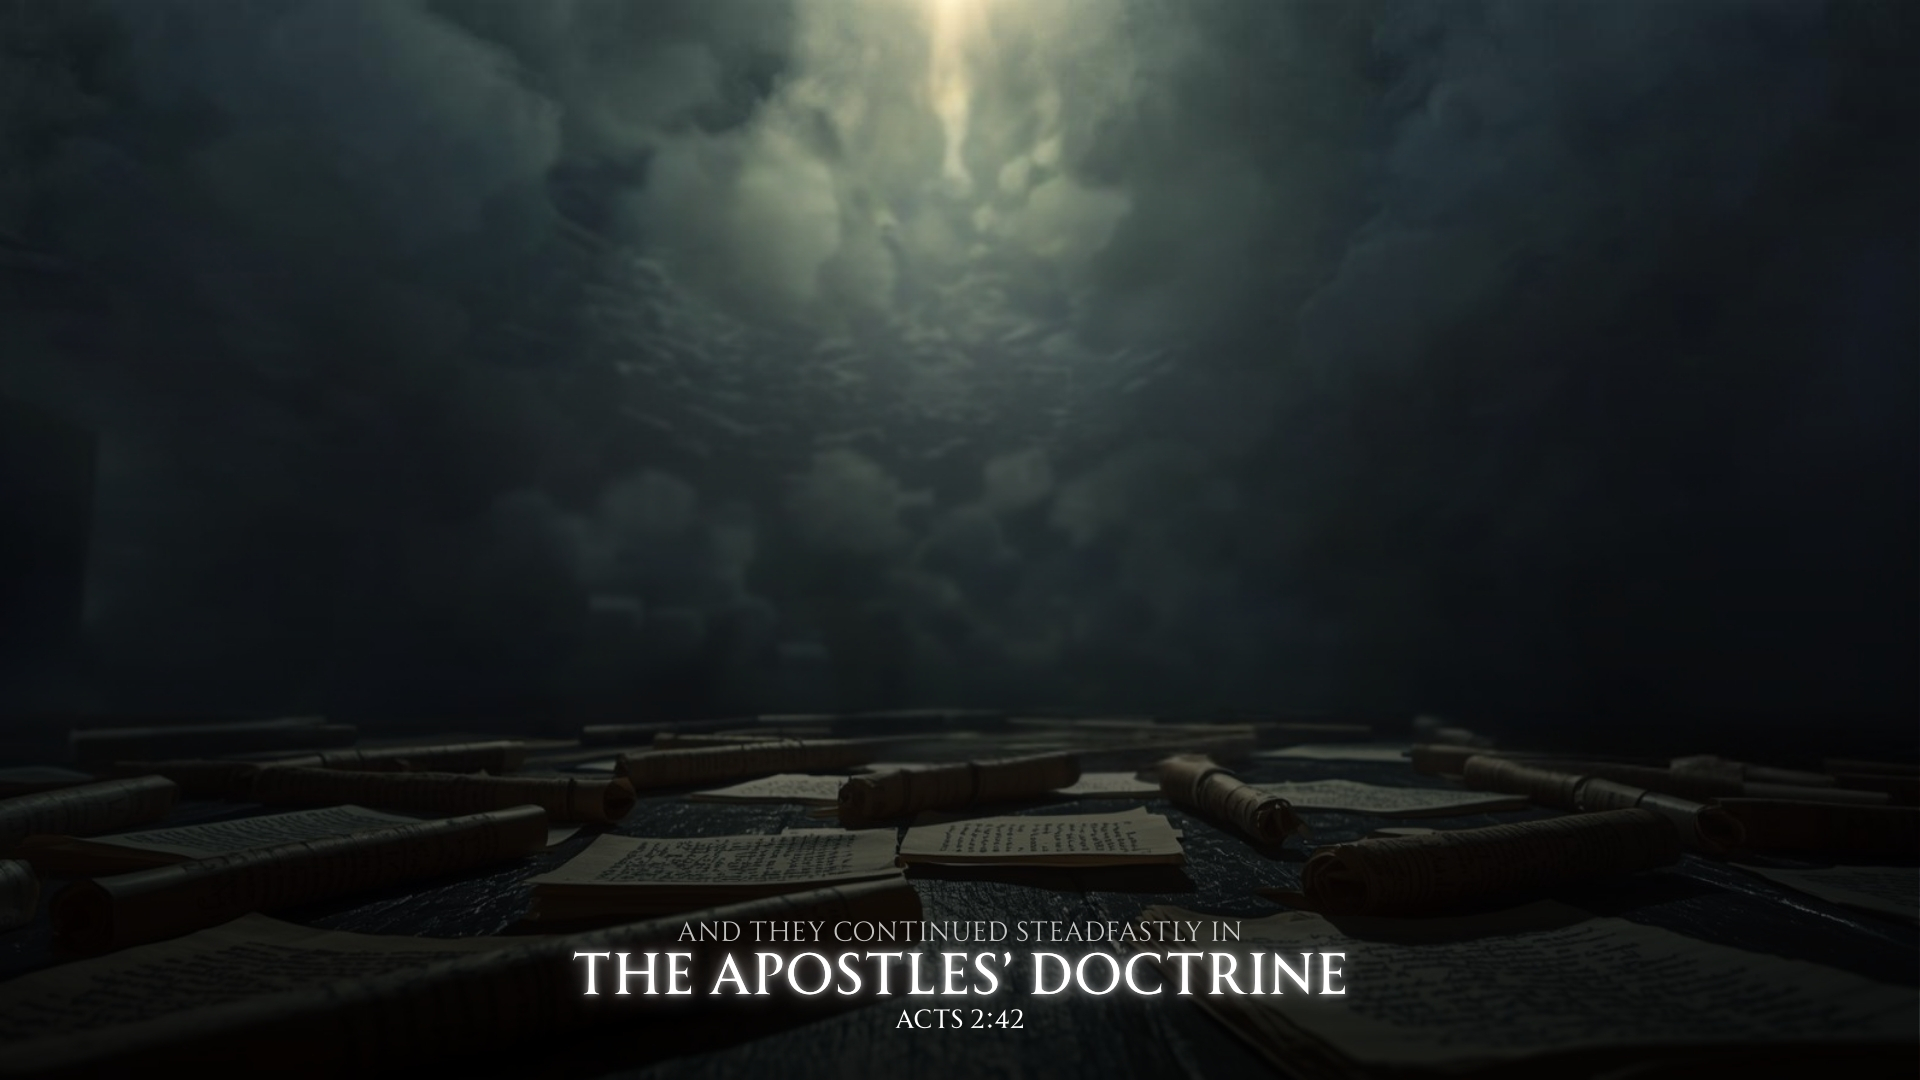 AND THEY CONTINUED STEADFASTLY IN
THE APOSTLES’ DOCTRINE
ACTS 2:42